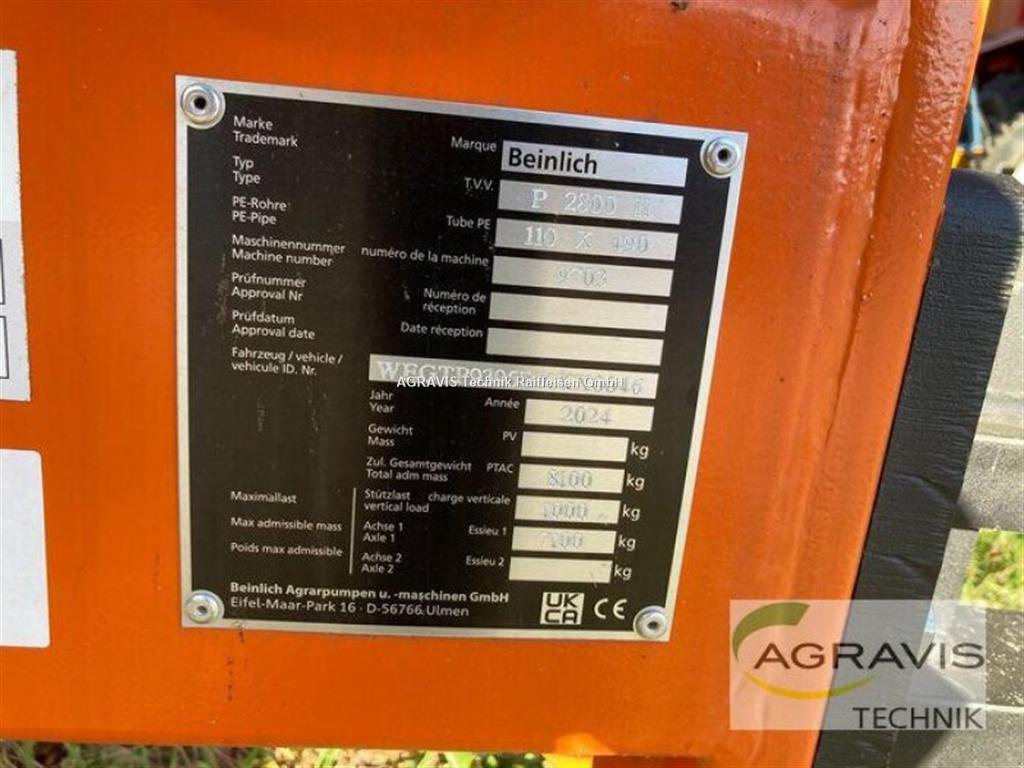 Marke
Trademark
Marque
Beinlich
Typ
Type
T.V.V.
P 2800 H
PE-Rohre
PE-Pipe
Tube PE
110 X 490
Maschinennummer
Machine number
numéro de la machine
Prüfnummer
Approval Nr
Numéro de
réception
Prüfdatum
Approval date
Date réception
Fahrzeug / vehicle /
vehicule ID. Nr.
AGRAVIS Technik Raiffeisen GmbH
Jahr
Year
Année
2024
Gewicht
Mass
PV
kg
Zul. Gesamtgewicht
Total adm mass
PTAC
8100
kg
Maximallast
Max admissible mass
Poids max admissible
Stützlast
vertical load
charge verticale
1000
kg
Achse 1
Axle 1
Essieu 1
7100
kg
Achse 2
Axle 2
Essieu 2
kg
Beinlich Agrarpumpen u. -maschinen GmbH
Eifel-Maar-Park 16 · D-56766 Ulmen
UK
CA
CE
AGRAVIS
TECHNIK